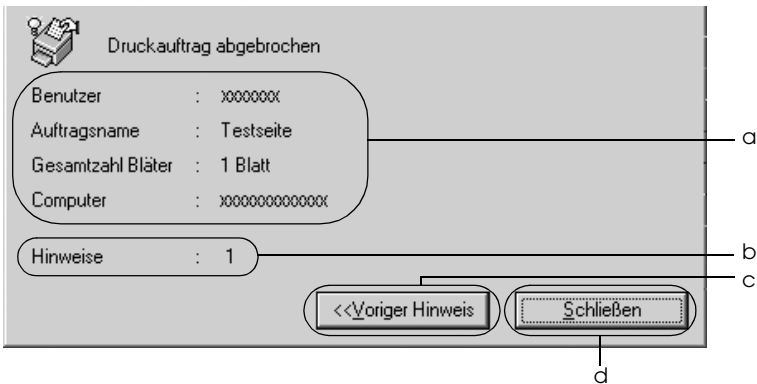 Druckauftrag abgebrochen
Benutzer : xxxxxxx
Auftragsname : Testseite
Gesamtzahl Bläter : 1 Blatt
Computer : xxxxxxxxxxxxx
Hinweise : 1
<<Voriger Hinweis
Schließen
a
b
c
d